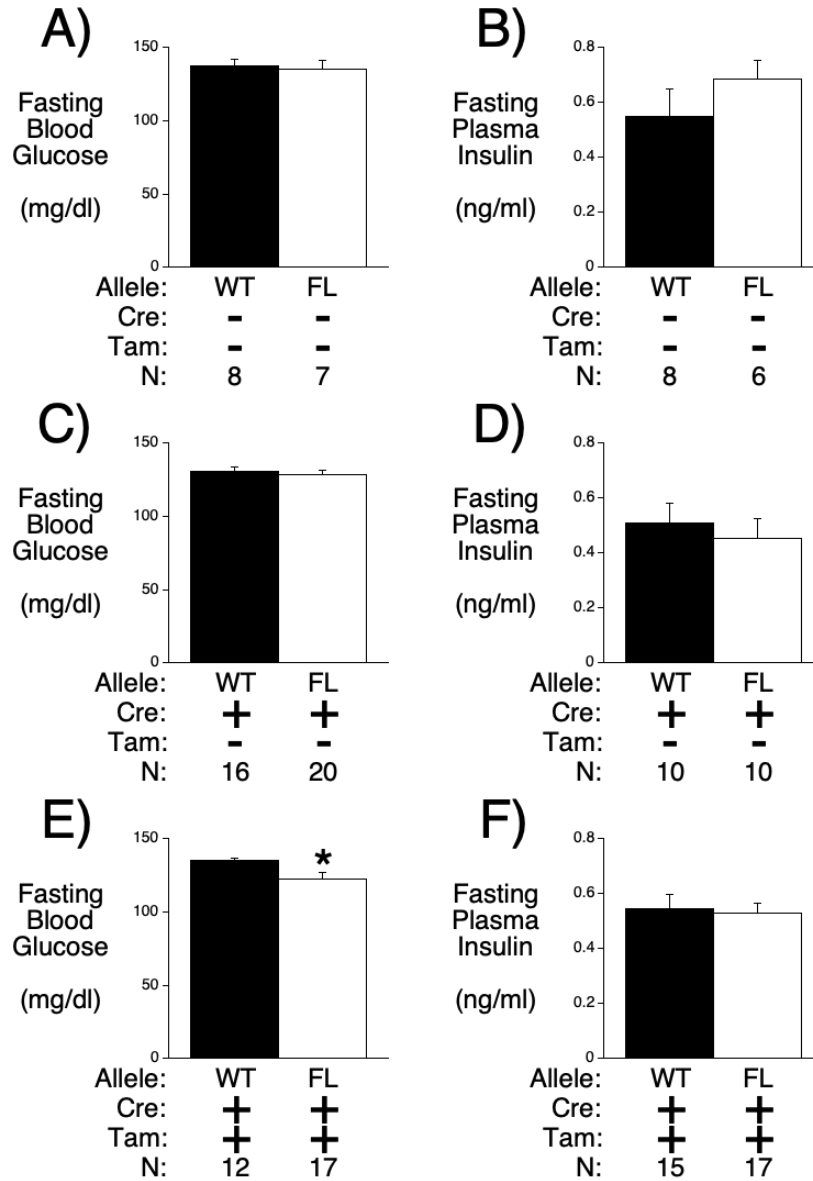 A)
150
100
50
0
Fasting
Blood
Glucose
(mg/dl)
Allele: WT FL
Cre: - -
Tam: - -
N: 8 7
B)
0.8
0.6
0.4
0.2
0
Fasting
Plasma
Insulin
(ng/ml)
Allele: WT FL
Cre: - -
Tam: - -
N: 8 6
C)
150
100
50
0
Fasting
Blood
Glucose
(mg/dl)
Allele: WT FL
Cre: + +
Tam: - -
N: 16 20
D)
0.8
0.6
0.4
0.2
0
Fasting
Plasma
Insulin
(ng/ml)
Allele: WT FL
Cre: + +
Tam: - -
N: 10 10
E)
150
100
50
0
Fasting
Blood
Glucose
(mg/dl)
*
Allele: WT FL
Cre: + +
Tam: + +
N: 12 17
F)
0.8
0.6
0.4
0.2
0
Fasting
Plasma
Insulin
(ng/ml)
Allele: WT FL
Cre: + +
Tam: + +
N: 15 17